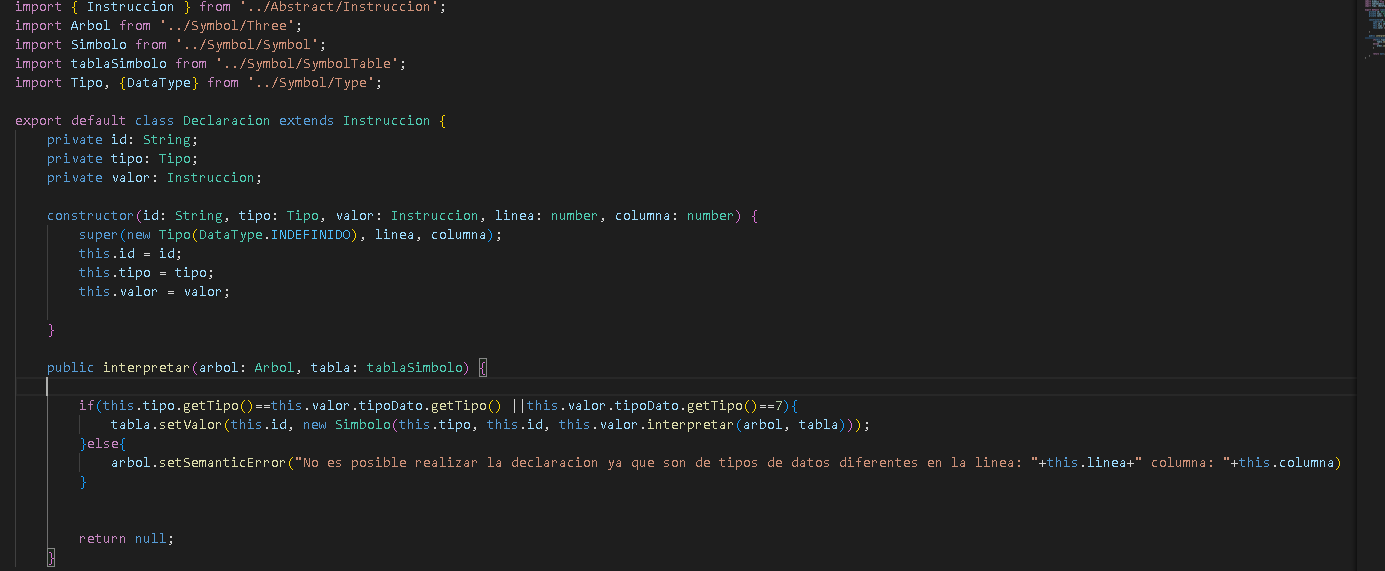 import { Instruccion } from '../Abstract/Instruccion';
import Arbol from '../Symbol/Three';
import Simbolo from '../Symbol/Symbol';
import tablaSimbolo from '../Symbol/SymbolTable';
import Tipo, {DataType} from '../Symbol/Type';
export default class Declaracion extends Instruccion {
private id: String;
private tipo: Tipo;
private valor: Instruccion;
constructor(id: String, tipo: Tipo, valor: Instruccion, linea: number, columna: number) {
super(new Tipo(DataType.INDEFINIDO), linea, columna);
this.id = id;
this.tipo = tipo;
this.valor = valor;
}
public interpretar(arbol: Arbol, tabla: tablaSimbolo) {
if(this.tipo.getTipo()==this.valor.tipoDato.getTipo() ||this.valor.tipoDato.getTipo()==7){
tabla.setValor(this.id, new Simbolo(this.tipo, this.id, this.valor.interpretar(arbol, tabla)));
}else{
arbol.setSemanticError("No es posible realizar la declaracion ya que son de tipos de datos diferentes en la linea: "+this.linea+" columna: "+this.columna)
}
return null;
}